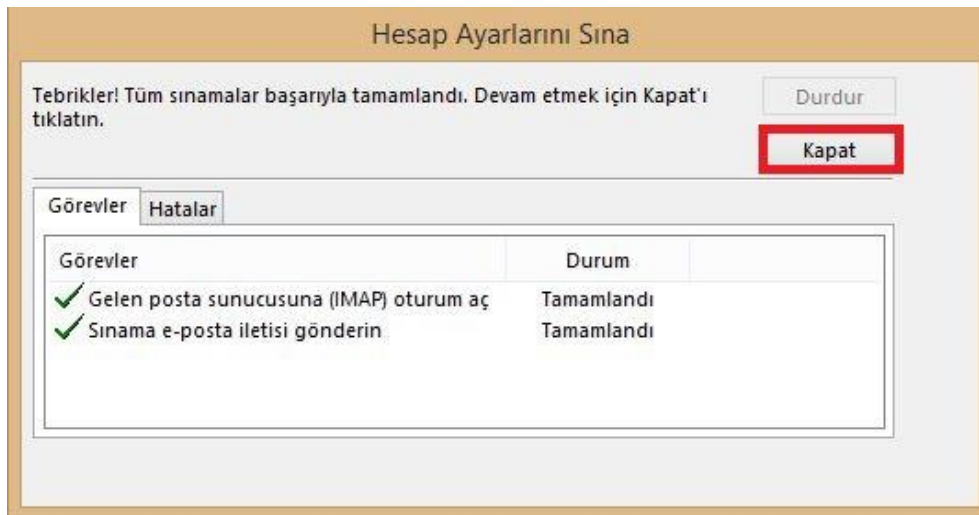 Hesap Ayarlarını Sına
Tebrikler! Tüm sınamalar başarıyla tamamlandı. Devam etmek için Kapat'ı
tıklatın.
Durdur
Kapat
Görevler Hatalar
Görevler Durum
Gelen posta sunucusuna (IMAP) oturum aç Tamamlandı
Sınama e-posta iletisi gönderin Tamamlandı